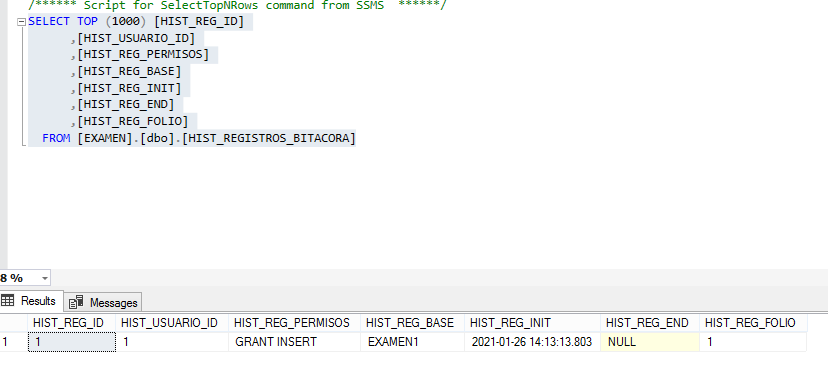 /****** Script for SelectTopNRows command from SSMS  ******/
SELECT TOP (1000) [HIST_REG_ID]
,[HIST_USUARIO_ID]
,[HIST_REG_PERMISOS]
,[HIST_REG_BASE]
,[HIST_REG_INIT]
,[HIST_REG_END]
,[HIST_REG_FOLIO]
FROM [EXAMEN].[dbo].[HIST_REGISTROS_BITACORA]
8 %
Results Messages
HIST_REG_ID HIST_USUARIO_ID HIST_REG_PERMISOS HIST_REG_BASE HIST_REG_INIT HIST_REG_END HIST_REG_FOLIO
1 1 1 GRANT INSERT EXAMEN1 2021-01-26 14:13:13.803 NULL 1